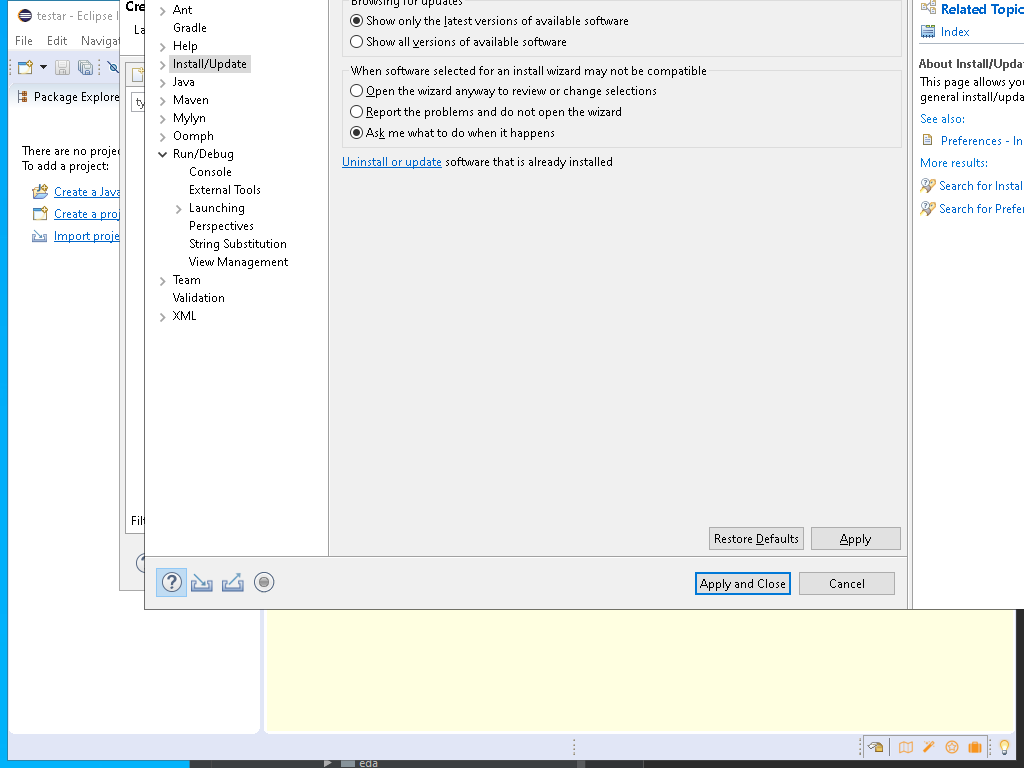 testar - Eclipse I
File Edit Naviga
Package Explore
There are no projec
To add a project:
Create a Java
Create a proj
Import proje
Cre
La
ty
Filt
Ant
Gradle
Help
Install/Update
Java
Maven
Mylyn
Oomph
Run/Debug
Console
External Tools
Launching
Perspectives
String Substitution
View Management
Team
Validation
XML
Browsing for updates
Show only the latest versions of available software
Show all versions of available software
When software selected for an install wizard may not be compatible
Open the wizard anyway to review or change selections
Report the problems and do not open the wizard
Ask me what to do when it happens
Uninstall or update software that is already installed
Restore Defaults
Apply
Apply and Close
Cancel
Related Topic
Index
About Install/Upda
This page allows you
general install/upda
See also:
Preferences - In
More results:
Search for Instal
Search for Prefer
eda